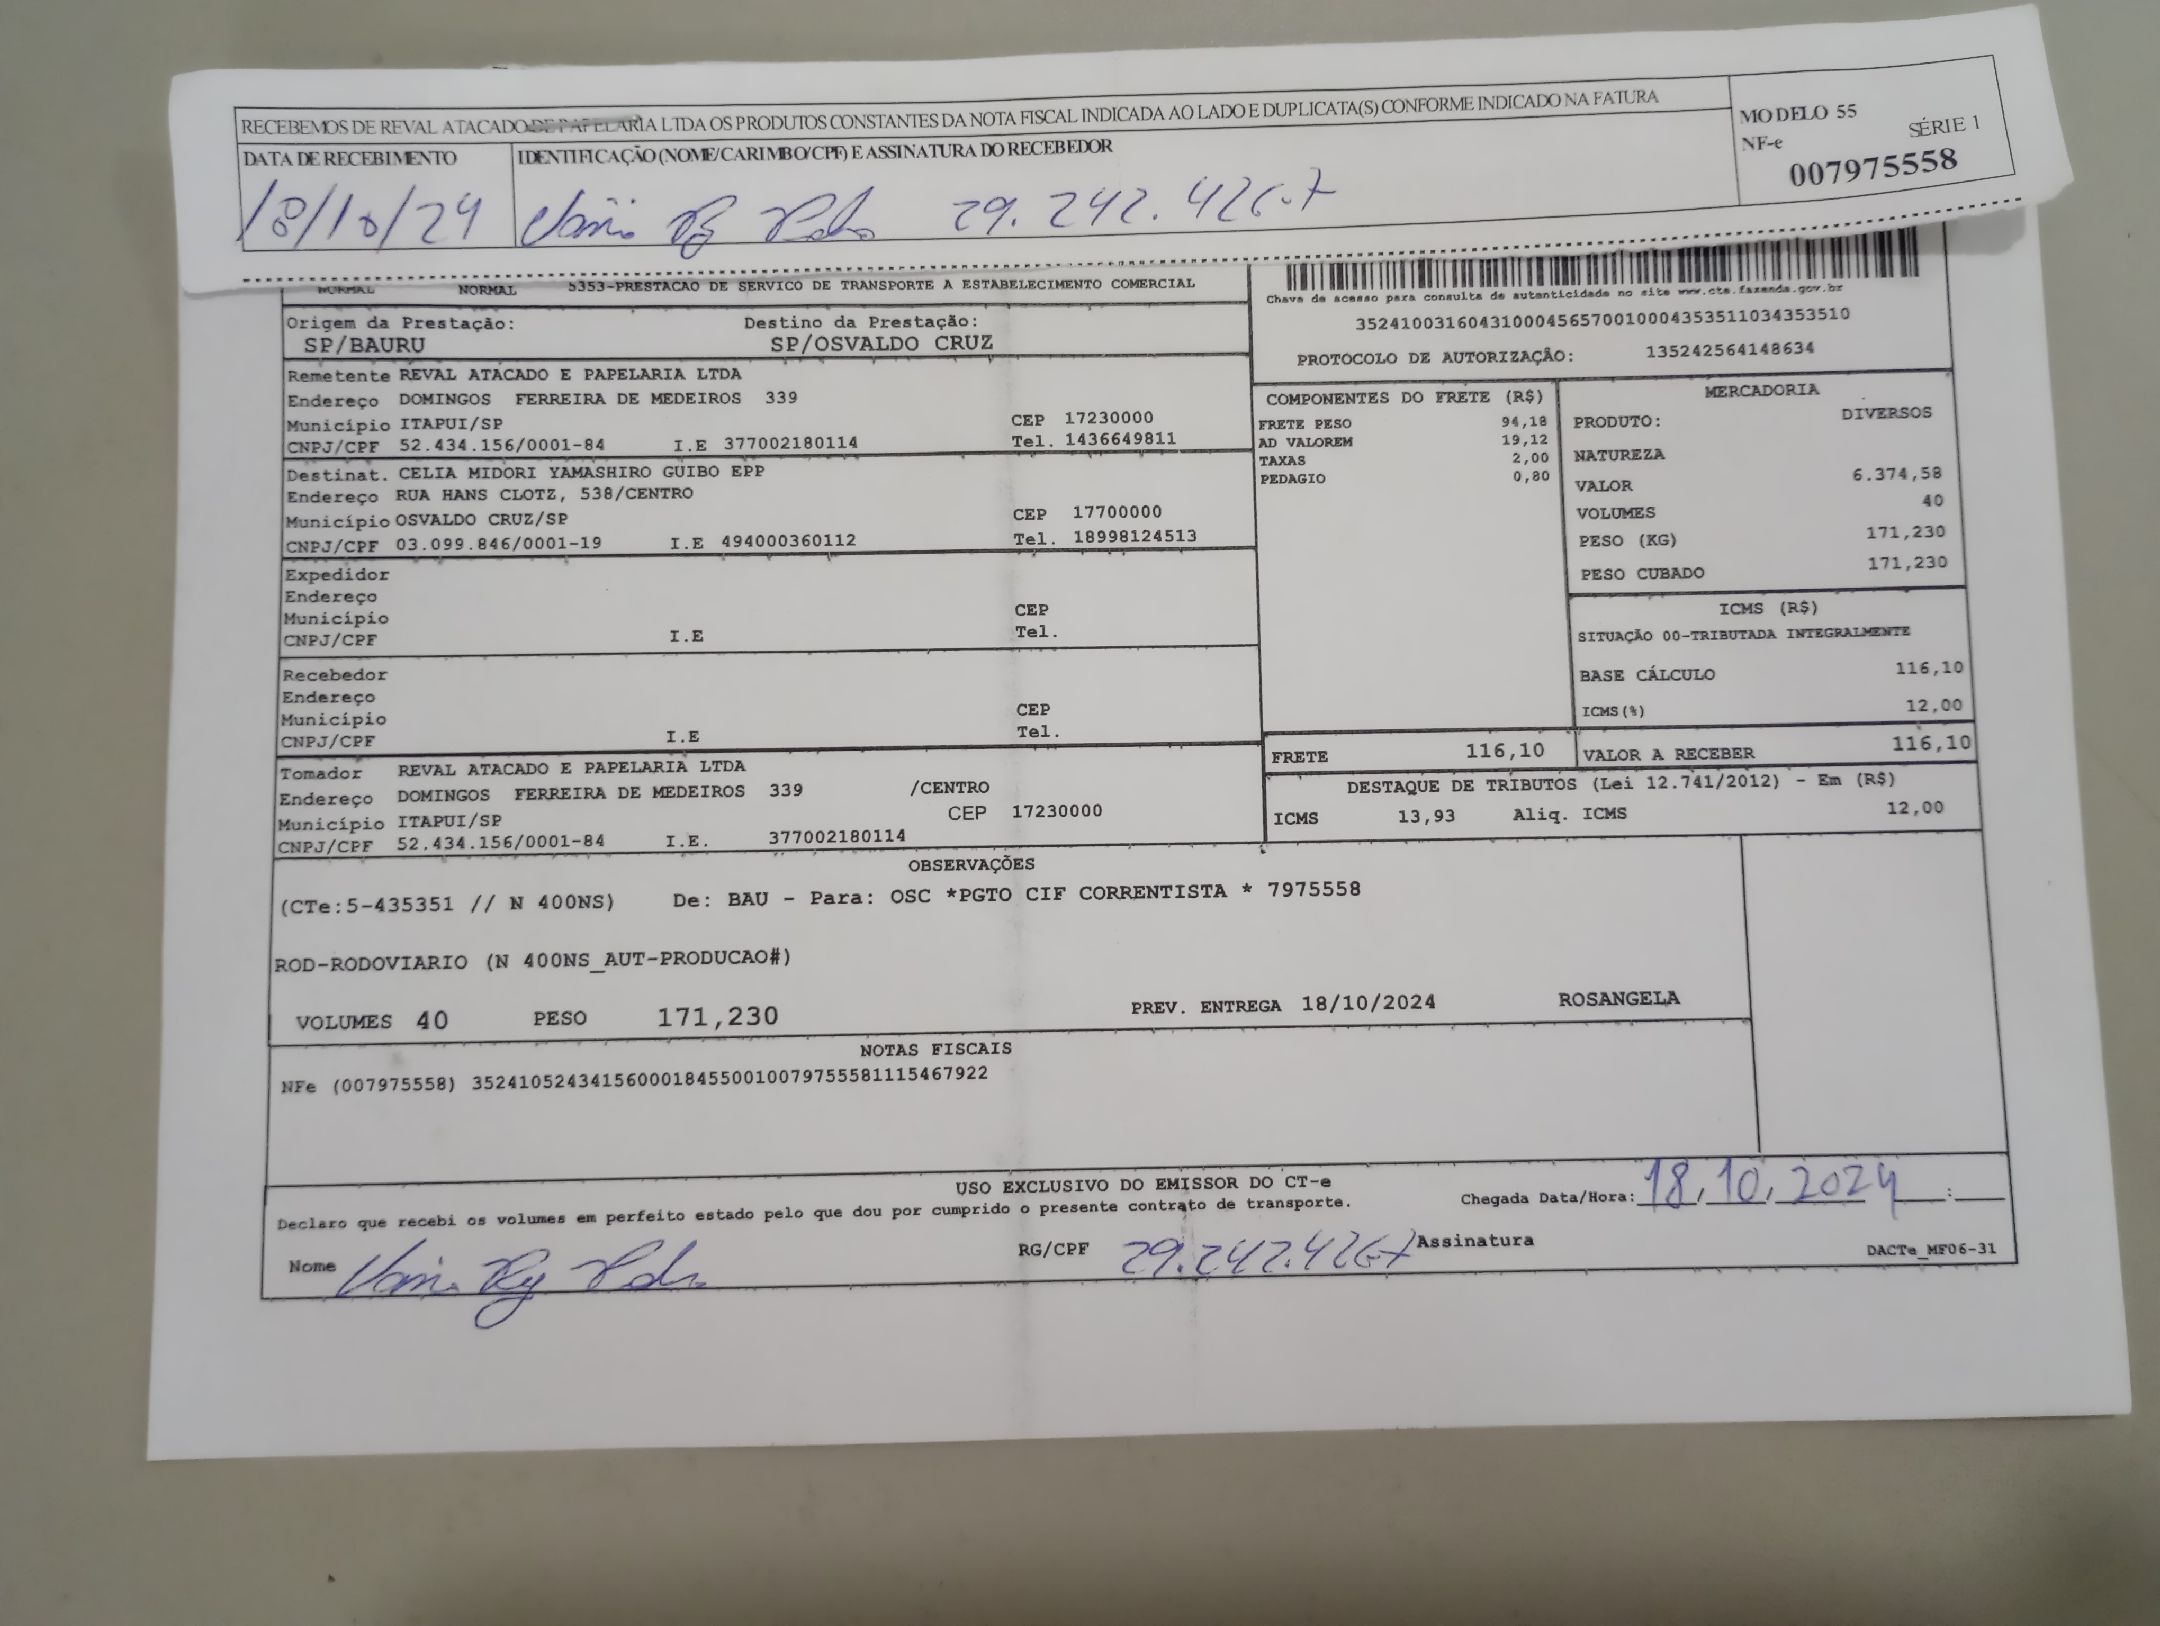 RECEBEMOS DE REVAL ATACADO DE PAPELARIA LTDA OS PRODUTOS CONSTANTES DA NOTA FISCAL INDICADA AO LADO E DUPLICATA(S) CONFORME INDICADO NA FATURA
MODELO 55
NF-e SÉRIE 1
007975558
DATA DE RECEBIMENTO IDENTIFICAÇÃO (NOME/CARIMBO/CPF) E ASSINATURA DO RECEBEDOR
18/10/24 29.242.426-7
NORMAL NORMAL 5353-PRESTACAO DE SERVICO DE TRANSPORTE A ESTABELECIMENTO COMERCIAL
Chave de acesso para consulta de autenticidade no site www.cte.fazenda.gov.br
35241003160431000456570010004353511034353510
PROTOCOLO DE AUTORIZAÇÃO: 135242564148634
Origem da Prestação: Destino da Prestação:
SP/BAURU SP/OSVALDO CRUZ
Remetente REVAL ATACADO E PAPELARIA LTDA
Endereço DOMINGOS FERREIRA DE MEDEIROS 339
Município ITAPUI/SP CEP 17230000
CNPJ/CPF 52.434.156/0001-84 I.E 377002180114 Tel. 1436649811
Destinat. CELIA MIDORI YAMASHIRO GUIBO EPP
Endereço RUA HANS CLOTZ, 538/CENTRO
Município OSVALDO CRUZ/SP CEP 17700000
CNPJ/CPF 03.099.846/0001-19 I.E 494000360112 Tel. 18998124513
Expedidor
Endereço
Município CEP
CNPJ/CPF I.E Tel.
Recebedor
Endereço
Município CEP
CNPJ/CPF I.E Tel.
Tomador REVAL ATACADO E PAPELARIA LTDA
Endereço DOMINGOS FERREIRA DE MEDEIROS 339 /CENTRO
Município ITAPUI/SP CEP 17230000
CNPJ/CPF 52.434.156/0001-84 I.E. 377002180114
COMPONENTES DO FRETE (R$)
FRETE PESO 94,18
AD VALOREM 19,12
TAXAS 2,00
PEDAGIO 0,80
MERCADORIA
PRODUTO: DIVERSOS
NATUREZA
VALOR 6.374,58
VOLUMES 40
PESO (KG) 171,230
PESO CUBADO 171,230
ICMS (R$)
SITUAÇÃO 00-TRIBUTADA INTEGRALMENTE
BASE CÁLCULO 116,10
ICMS(%) 12,00
FRETE 116,10 VALOR A RECEBER 116,10
DESTAQUE DE TRIBUTOS (Lei 12.741/2012) - Em (R$)
ICMS 13,93 Aliq. ICMS 12,00
OBSERVAÇÕES
(CTe:5-435351 // N 400NS) De: BAU - Para: OSC *PGTO CIF CORRENTISTA * 7975558
ROD-RODOVIARIO (N 400NS_AUT-PRODUCAO#)
VOLUMES 40 PESO 171,230 PREV. ENTREGA 18/10/2024 ROSANGELA
NOTAS FISCAIS
NFe (007975558) 35241052434156000184550010079755581115467922
USO EXCLUSIVO DO EMISSOR DO CT-e
Declaro que recebi os volumes em perfeito estado pelo que dou por cumprido o presente contrato de transporte. Chegada Data/Hora: 18,10,2024 :
Nome RG/CPF 29.242.426-7 Assinatura DACTe_MF06-31